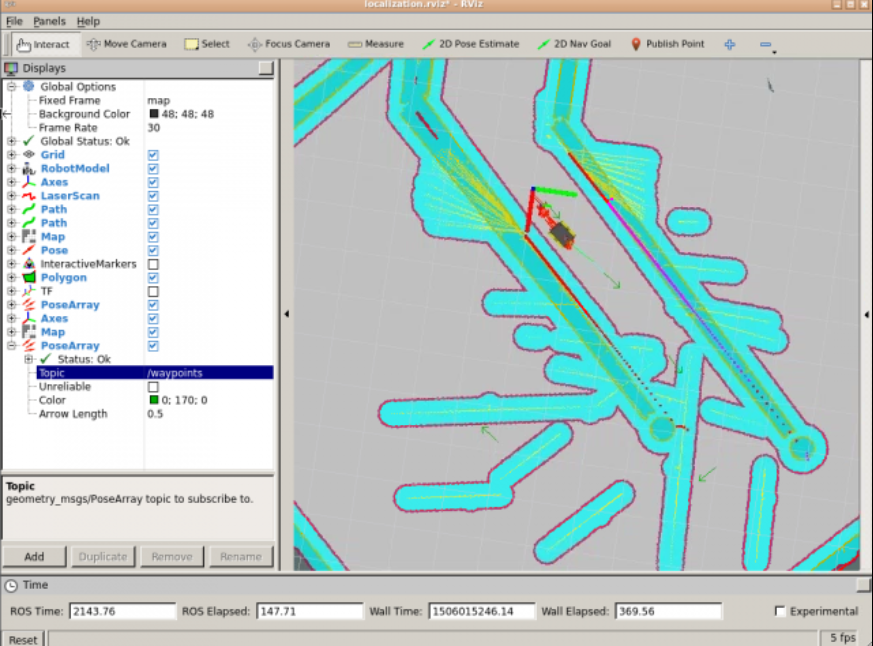 localization.rviz* - RViz
File Panels Help
Interact Move Camera Select Focus Camera Measure 2D Pose Estimate 2D Nav Goal Publish Point
Displays
Global Options
Fixed Frame map
Background Color 48; 48; 48
Frame Rate 30
Global Status: Ok
Grid
RobotModel
Axes
LaserScan
Path
Path
Map
Pose
InteractiveMarkers
Polygon
TF
PoseArray
Axes
Map
PoseArray
Status: Ok
Topic /waypoints
Unreliable
Color 0; 170; 0
Arrow Length 0.5
Topic
geometry_msgs/PoseArray topic to subscribe to.
Add Duplicate Remove Rename
Time
ROS Time: 2143.76 ROS Elapsed: 147.71 Wall Time: 1506015246.14 Wall Elapsed: 369.56 Experimental
Reset 5 fps